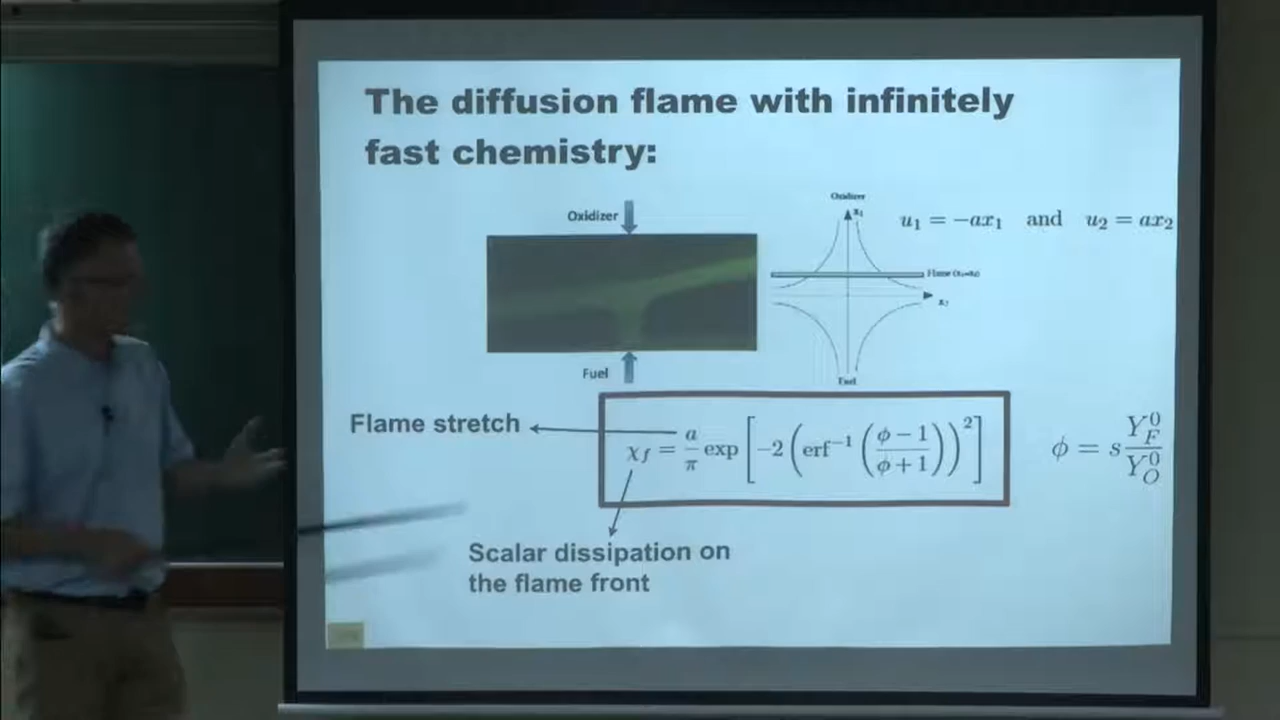 The diffusion flame with infinitely
fast chemistry:
Oxidizer
Fuel
Oxidizer
x₁
Flame
x₂
Fuel
u₁ = −ax₁ and u₂ = ax₂
Flame stretch
χ_f = a/π exp[−2(erf⁻¹((ϕ−1)/(ϕ+1)))²]
ϕ = s Y_F⁰/Y_O⁰
Scalar dissipation on
the flame front